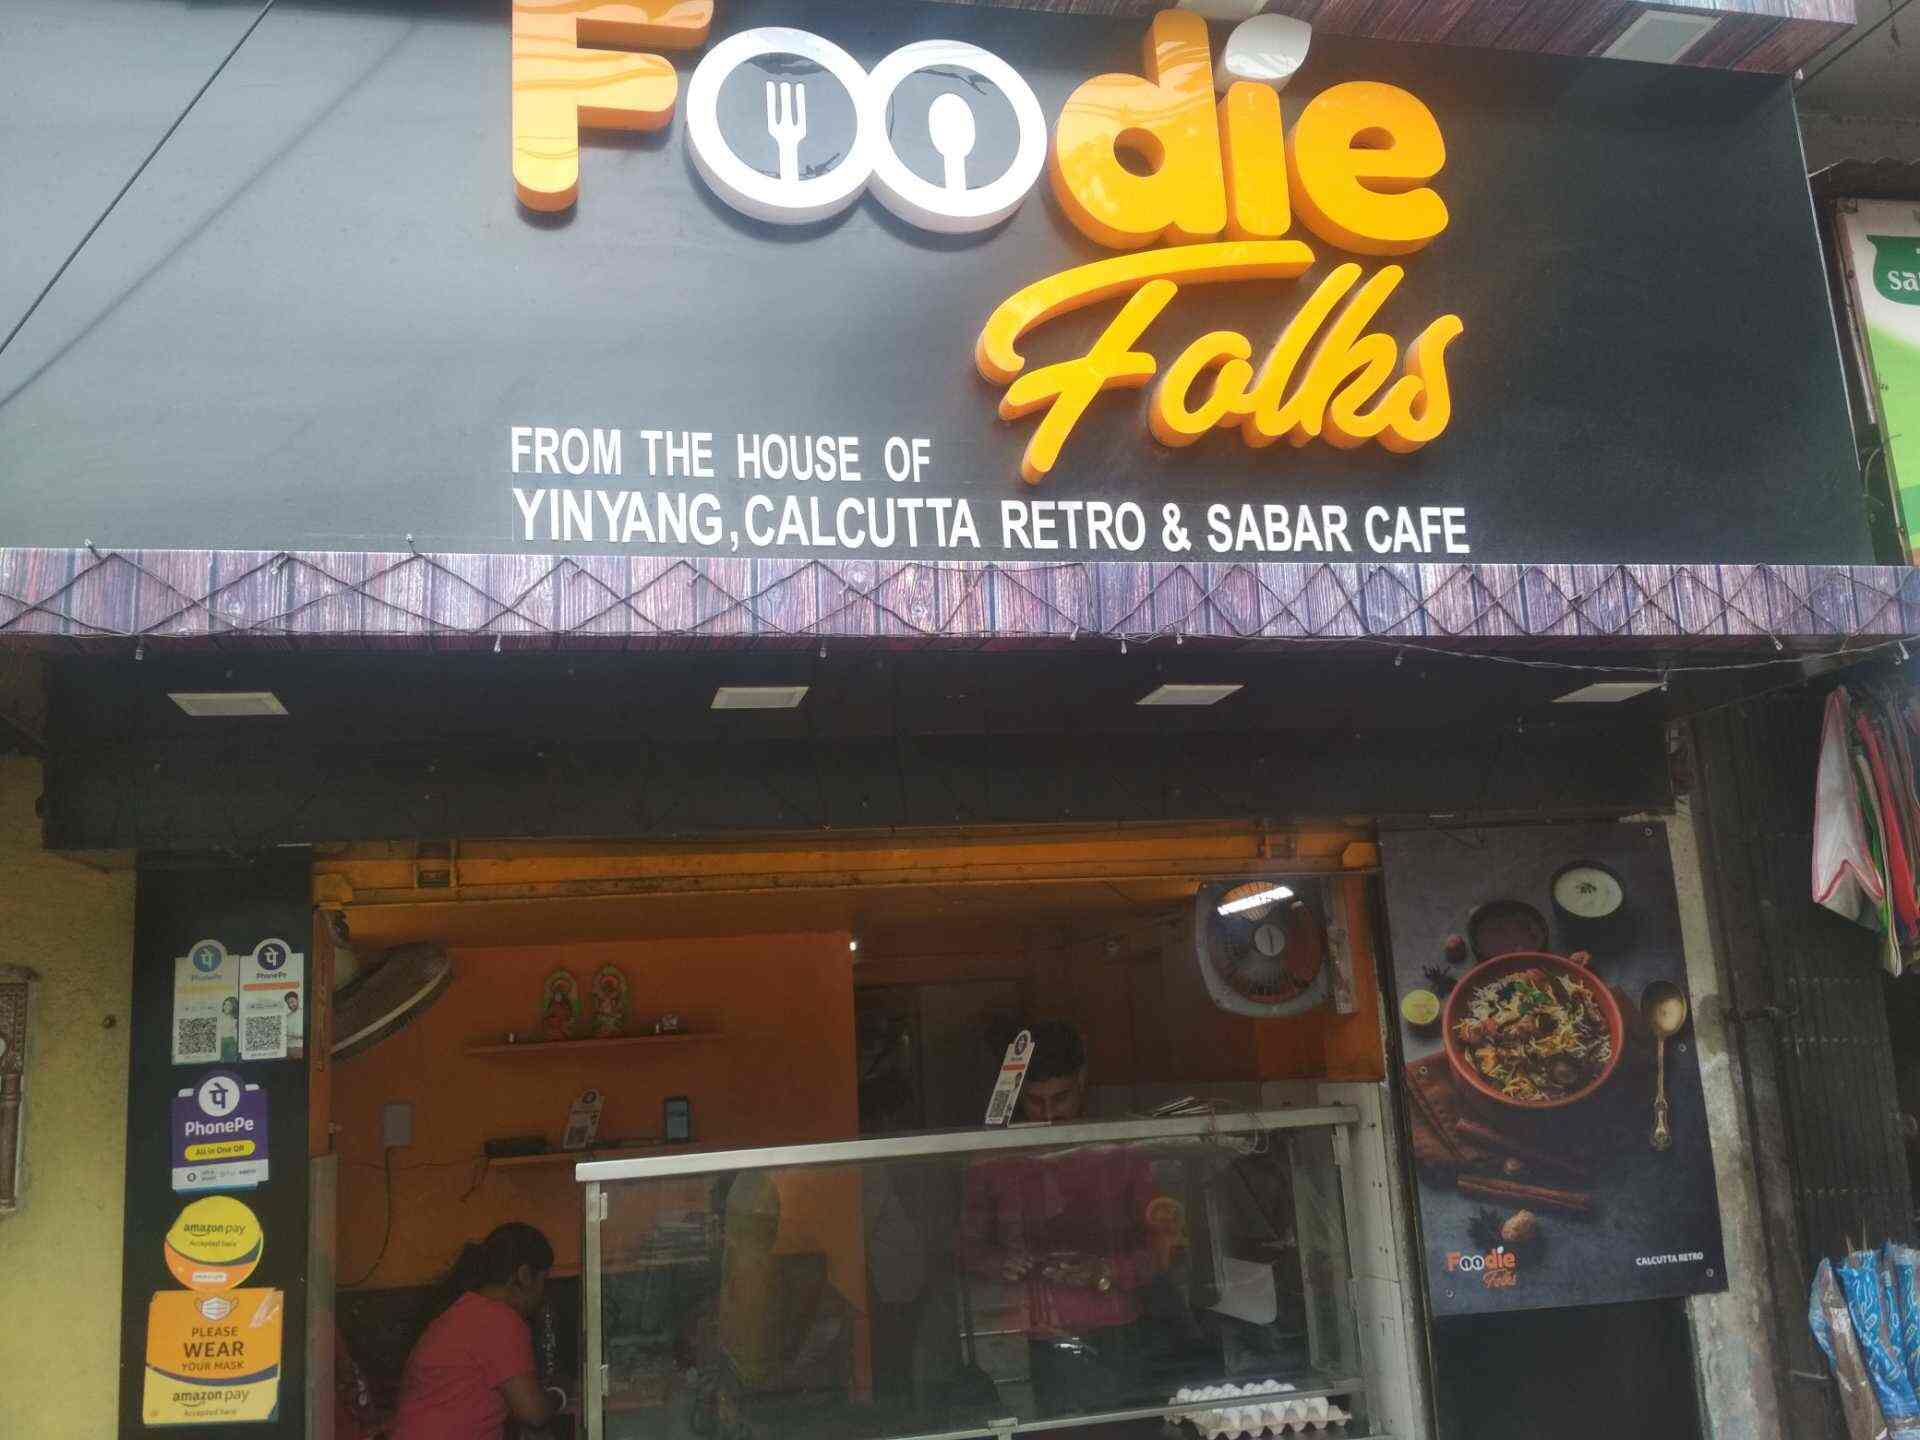 Foodie
Folks
FROM THE HOUSE OF
YINYANG, CALCUTTA RETRO & SABAR CAFE
पे
PhonePe
पे
PhonePe
पे
PhonePe
All in One QR
amazon pay
Accepted here
PLEASE
WEAR
YOUR MASK
amazon pay
Accepted here
Foodie
Folks
CALCUTTA RETRO